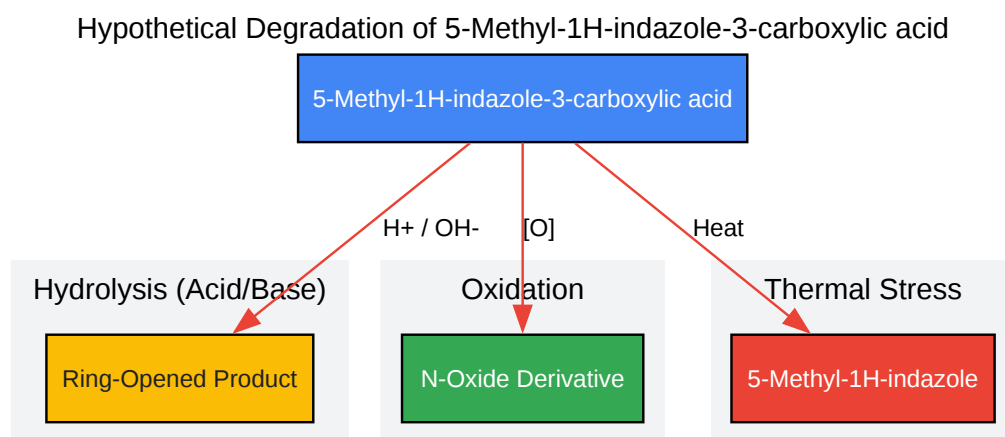 Hypothetical Degradation of 5-Methyl-1H-indazole-3-carboxylic acid
5-Methyl-1H-indazole-3-carboxylic acid
H+ / OH-
[O]
Heat
Hydrolysis (Acid/Base)
Oxidation
Thermal Stress
Ring-Opened Product
N-Oxide Derivative
5-Methyl-1H-indazole